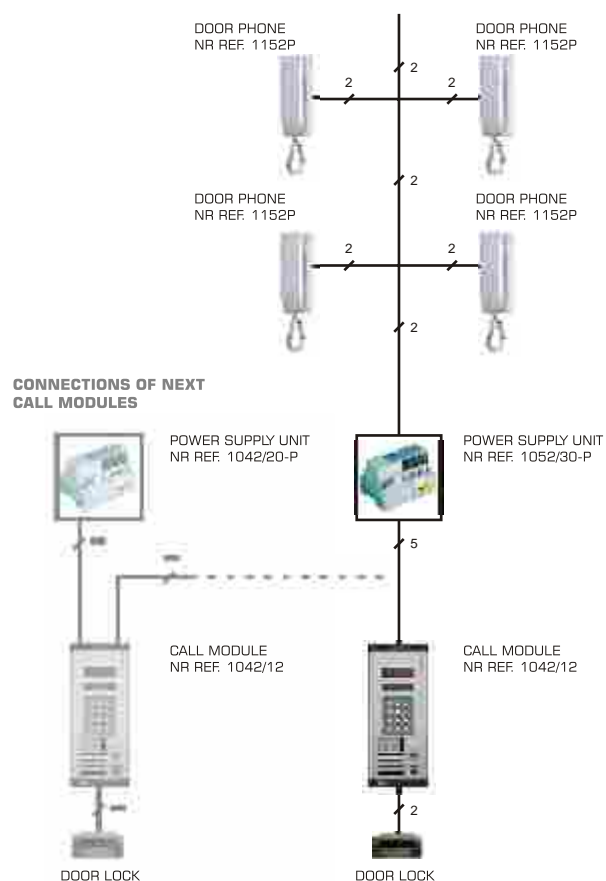 DOOR PHONE
NR REF. 1152P
DOOR PHONE
NR REF. 1152P
2
2
2
2
DOOR PHONE
NR REF. 1152P
DOOR PHONE
NR REF. 1152P
2
2
2
CONNECTIONS OF NEXT
CALL MODULES
POWER SUPPLY UNIT
NR REF. 1042/20-P
POWER SUPPLY UNIT
NR REF. 1052/30-P
5
CALL MODULE
NR REF. 1042/12
CALL MODULE
NR REF. 1042/12
2
DOOR LOCK
DOOR LOCK